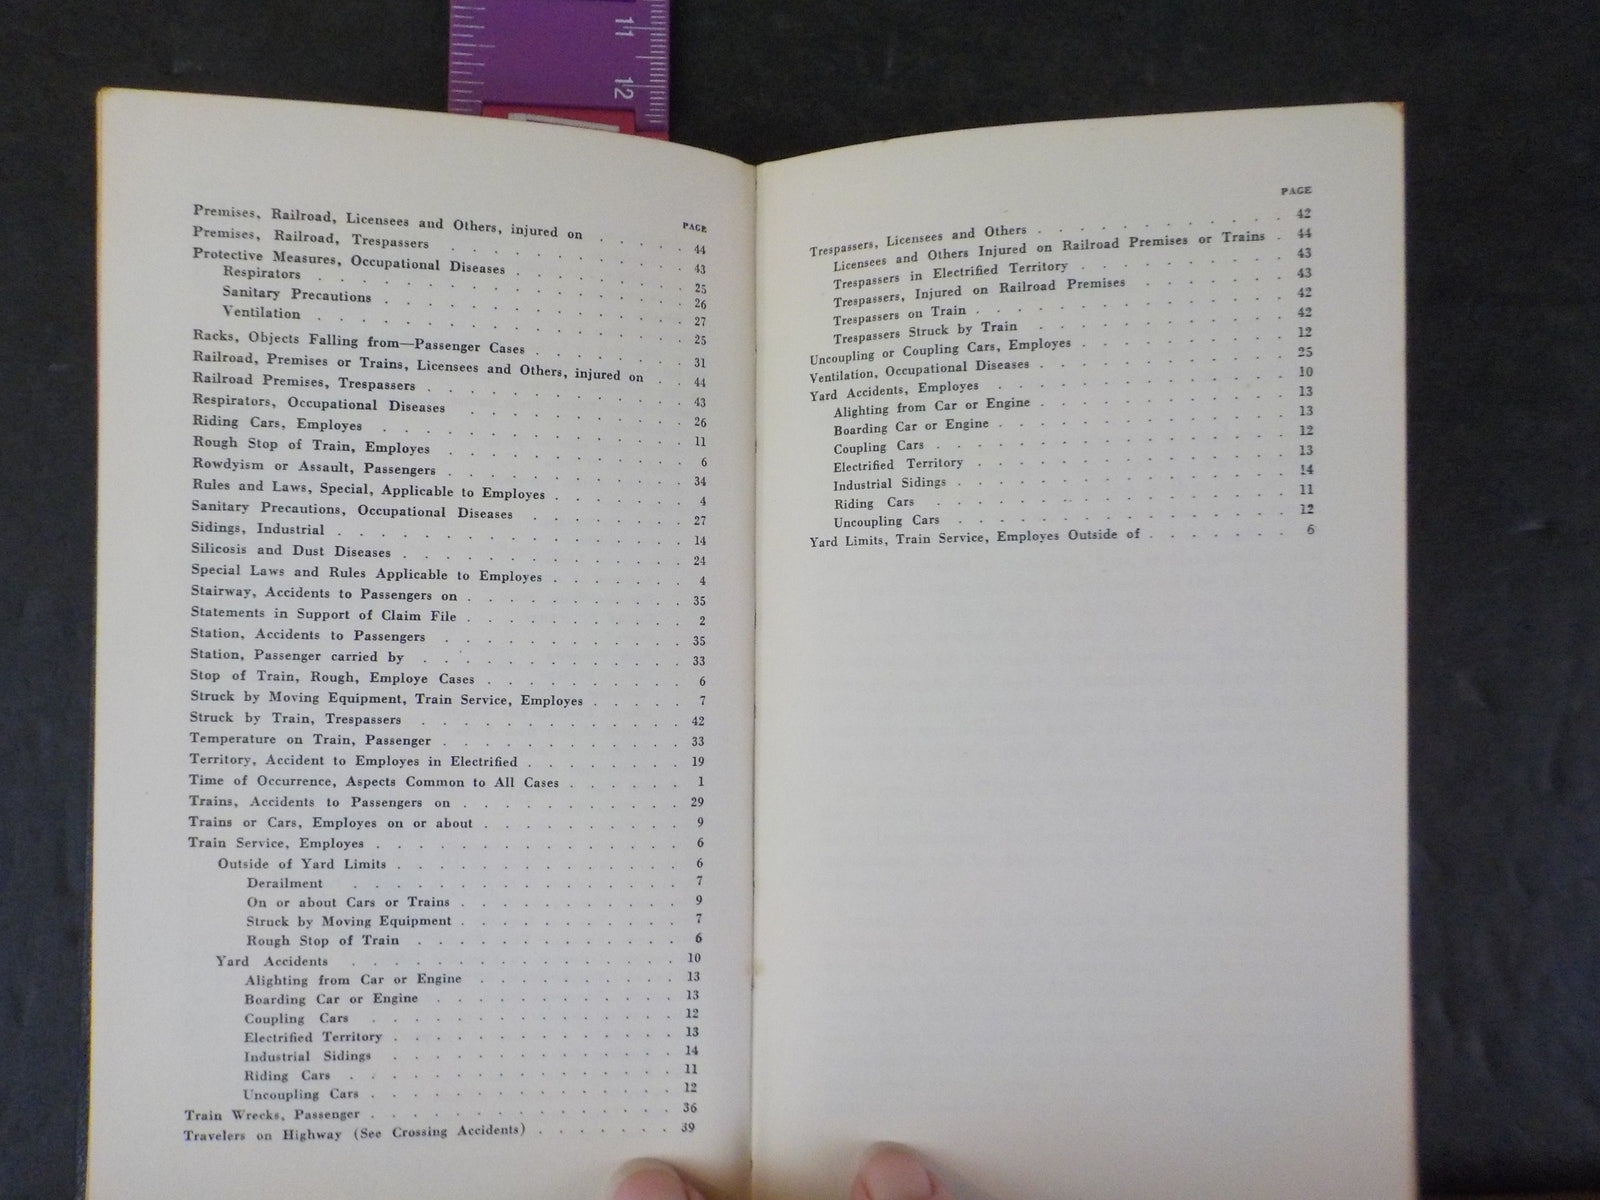 11
12
PAGE
Premises, Railroad, Licensees and Others, injured on . . . . . 44
Premises, Railroad, Trespassers . . . . . . . . . . . 43
Protective Measures, Occupational Diseases . . . . . . . . 25
Respirators . . . . . . . . . . . . . . . 26
Sanitary Precautions . . . . . . . . . . . . . 27
Ventilation . . . . . . . . . . . . . . . 25
Racks, Objects Falling from—Passenger Cases . . . . . . . 31
Railroad, Premises or Trains, Licensees and Others, injured on . . 44
Railroad Premises, Trespassers . . . . . . . . . . . . 43
Respirators, Occupational Diseases . . . . . . . . . . 26
Riding Cars, Employes . . . . . . . . . . . . . . 11
Rough Stop of Train, Employes . . . . . . . . . . . 6
Rowdyism or Assault, Passengers . . . . . . . . . . . 34
Rules and Laws, Special, Applicable to Employes . . . . . . 4
Sanitary Precautions, Occupational Diseases . . . . . . . 27
Sidings, Industrial . . . . . . . . . . . . . . . 14
Silicosis and Dust Diseases . . . . . . . . . . . . 24
Special Laws and Rules Applicable to Employes . . . . . . 4
Stairway, Accidents to Passengers on . . . . . . . . . . 35
Statements in Support of Claim File . . . . . . . . . . 2
Station, Accidents to Passengers . . . . . . . . . . . 35
Station, Passenger carried by . . . . . . . . . . . . 33
Stop of Train, Rough, Employe Cases . . . . . . . . . 6
Struck by Moving Equipment, Train Service, Employes . . . . . 7
Struck by Train, Trespassers . . . . . . . . . . . . 42
Temperature on Train, Passenger . . . . . . . . . . . 33
Territory, Accident to Employes in Electrified . . . . . . . 19
Time of Occurrence, Aspects Common to All Cases . . . . . . 1
Trains, Accidents to Passengers on . . . . . . . . . . 29
Trains or Cars, Employes on or about . . . . . . . . . 9
Train Service, Employes . . . . . . . . . . . . . . 6
Outside of Yard Limits . . . . . . . . . . . . . 6
Derailment . . . . . . . . . . . . . . . 7
On or about Cars or Trains . . . . . . . . . . 9
Struck by Moving Equipment . . . . . . . . . . 7
Rough Stop of Train . . . . . . . . . . . . 6
Yard Accidents . . . . . . . . . . . . . . . 10
Alighting from Car or Engine . . . . . . . . . 13
Boarding Car or Engine . . . . . . . . . . . 13
Coupling Cars . . . . . . . . . . . . . . 12
Electrified Territory . . . . . . . . . . . . . 13
Industrial Sidings . . . . . . . . . . . . . 14
Riding Cars . . . . . . . . . . . . . . . 11
Uncoupling Cars . . . . . . . . . . . . . . 12
Train Wrecks, Passenger . . . . . . . . . . . . . . 36
Travelers on Highway (See Crossing Accidents) . . . . . . . 39
PAGE
Trespassers, Licensees and Others . . . . . . . . . . . 42
Licensees and Others Injured on Railroad Premises or Trains . 44
Trespassers in Electrified Territory . . . . . . . . . 43
Trespassers, Injured on Railroad Premises . . . . . . . 43
Trespassers on Train . . . . . . . . . . . . . 42
Trespassers Struck by Train . . . . . . . . . . . 42
Uncoupling or Coupling Cars, Employes . . . . . . . . . 12
Ventilation, Occupational Diseases . . . . . . . . . . . 25
Yard Accidents, Employes . . . . . . . . . . . . . 10
Alighting from Car or Engine . . . . . . . . . . . 13
Boarding Car or Engine . . . . . . . . . . . . . 13
Coupling Cars . . . . . . . . . . . . . . . 12
Electrified Territory . . . . . . . . . . . . . 13
Industrial Sidings . . . . . . . . . . . . . . 14
Riding Cars . . . . . . . . . . . . . . . 11
Uncoupling Cars . . . . . . . . . . . . . . 12
Yard Limits, Train Service, Employes Outside of . . . . . . . 6